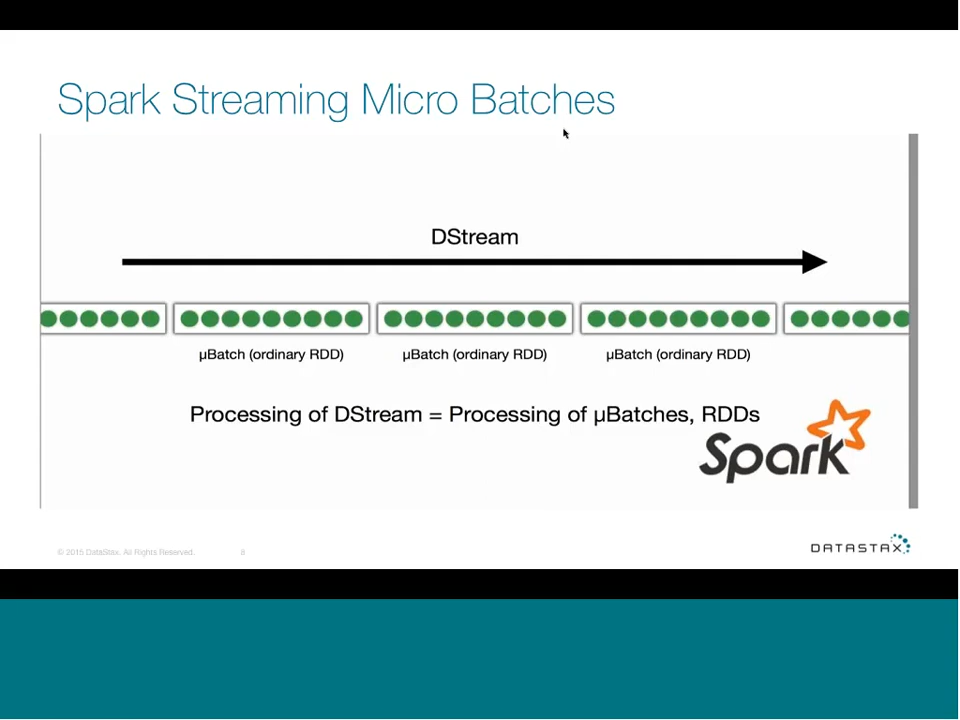 Spark Streaming Micro Batches
DStream
µBatch (ordinary RDD) µBatch (ordinary RDD) µBatch (ordinary RDD)
Processing of DStream = Processing of µBatches, RDDs
Spark
© 2015 DataStax. All Rights Reserved. 8
DATASTAX